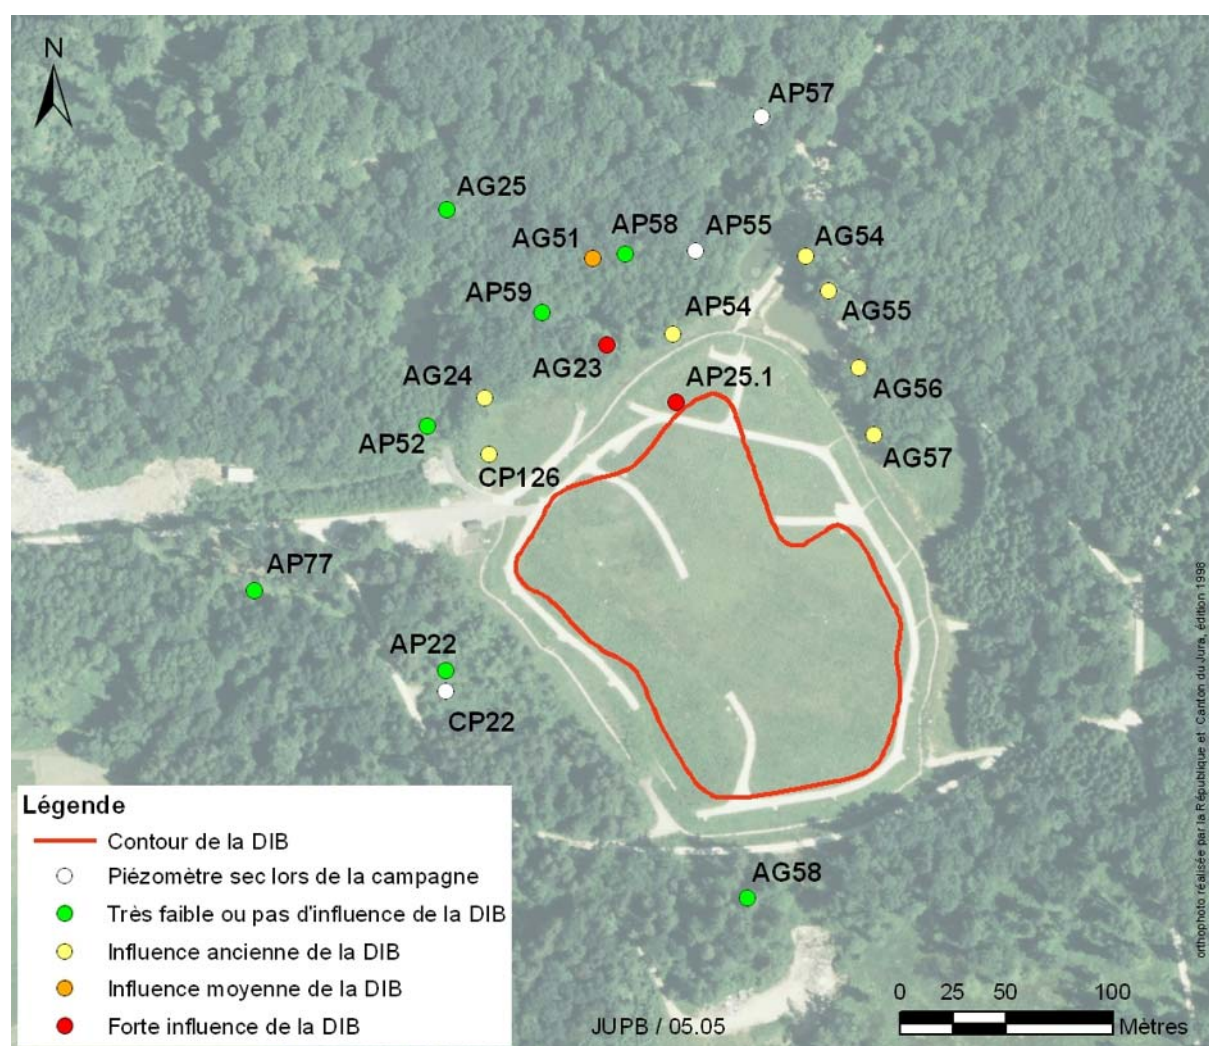 N
AP57
AG25
AG51
AP58
AP55
AG54
AP59
AP54
AG55
AG23
AG24
AP25.1
AG56
AP52
CP126
AG57
AP77
AP22
CP22
AG58
Légende
Contour de la DIB
Piézomètre sec lors de la campagne
Très faible ou pas d'influence de la DIB
Influence ancienne de la DIB
Influence moyenne de la DIB
Forte influence de la DIB
JUPB / 05.05
0 25 50 100
Mètres
orthophoto réalisée par la République et Canton du Jura, édition 1998